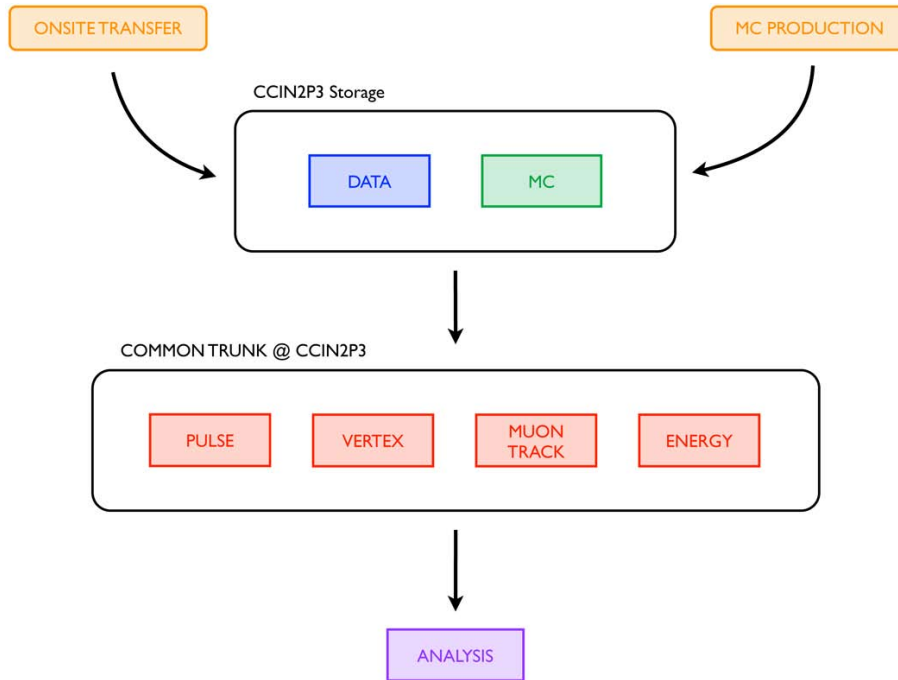 ONSITE TRANSFER
MC PRODUCTION
CCIN2P3 Storage
DATA
MC
COMMON TRUNK @ CCIN2P3
PULSE
VERTEX
MUON
TRACK
ENERGY
ANALYSIS